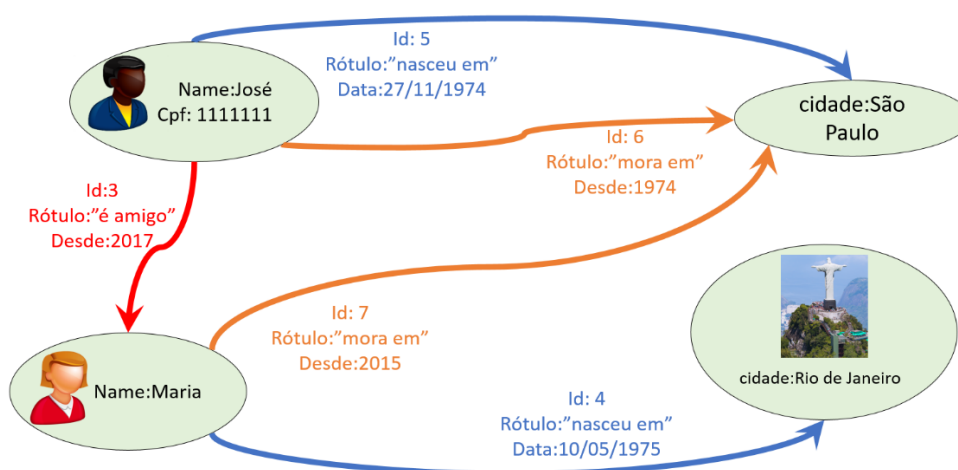 Id: 5
Rótulo:”nasceu em”
Data:27/11/1974
Name:José
Cpf: 1111111
cidade:São
Paulo
Id: 6
Rótulo:”mora em”
Desde:1974
Id:3
Rótulo:”é amigo”
Desde:2017
Id: 7
Rótulo:”mora em”
Desde:2015
Name:Maria
cidade:Rio de Janeiro
Id: 4
Rótulo:”nasceu em”
Data:10/05/1975